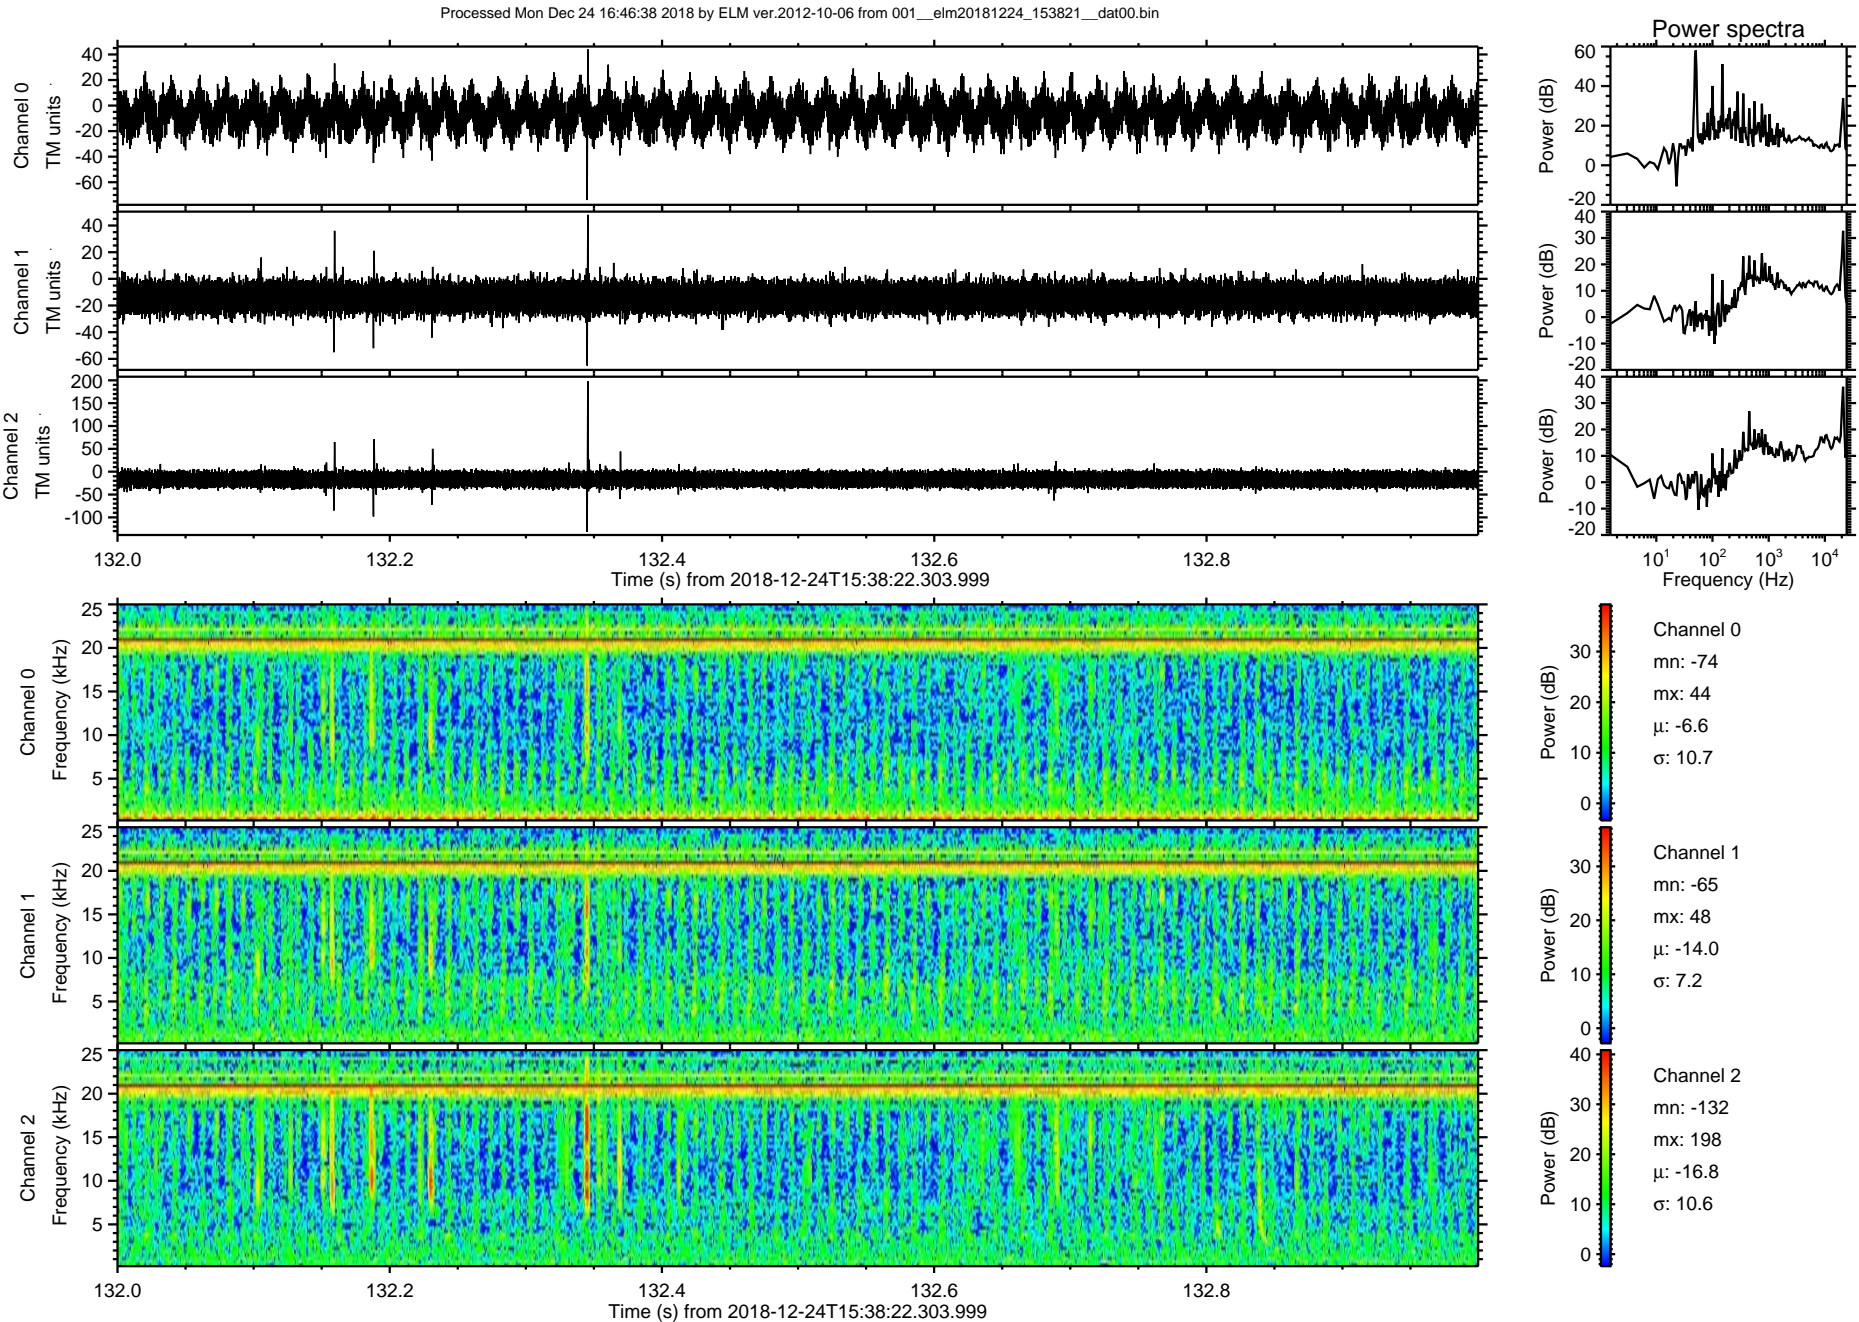 Processed Mon Dec 24 16:46:38 2018 by ELM ver.2012-10-06 from 001__elm20181224_153821__dat00.bin
Power spectra
Channel 0
TM units
40
20
0
-20
-40
-60
Power (dB)
60
40
20
0
-20
Channel 1
TM units
40
20
0
-20
-40
-60
Power (dB)
40
30
20
10
0
-10
-20
Channel 2
TM units
200
150
100
50
0
-50
-100
Power (dB)
40
30
20
10
0
-10
-20
132.0 132.2 132.4 132.6 132.8
Time (s) from 2018-12-24T15:38:22.303.999
10¹ 10² 10³ 10⁴
Frequency (Hz)
Channel 0
Frequency (kHz)
25
20
15
10
5
Power (dB)
30
20
10
0
Channel 0
mn: -74
mx: 44
μ: -6.6
σ: 10.7
Channel 1
Frequency (kHz)
25
20
15
10
5
Power (dB)
30
20
10
0
Channel 1
mn: -65
mx: 48
μ: -14.0
σ: 7.2
Channel 2
Frequency (kHz)
25
20
15
10
5
Power (dB)
40
30
20
10
0
Channel 2
mn: -132
mx: 198
μ: -16.8
σ: 10.6
132.0 132.2 132.4 132.6 132.8
Time (s) from 2018-12-24T15:38:22.303.999